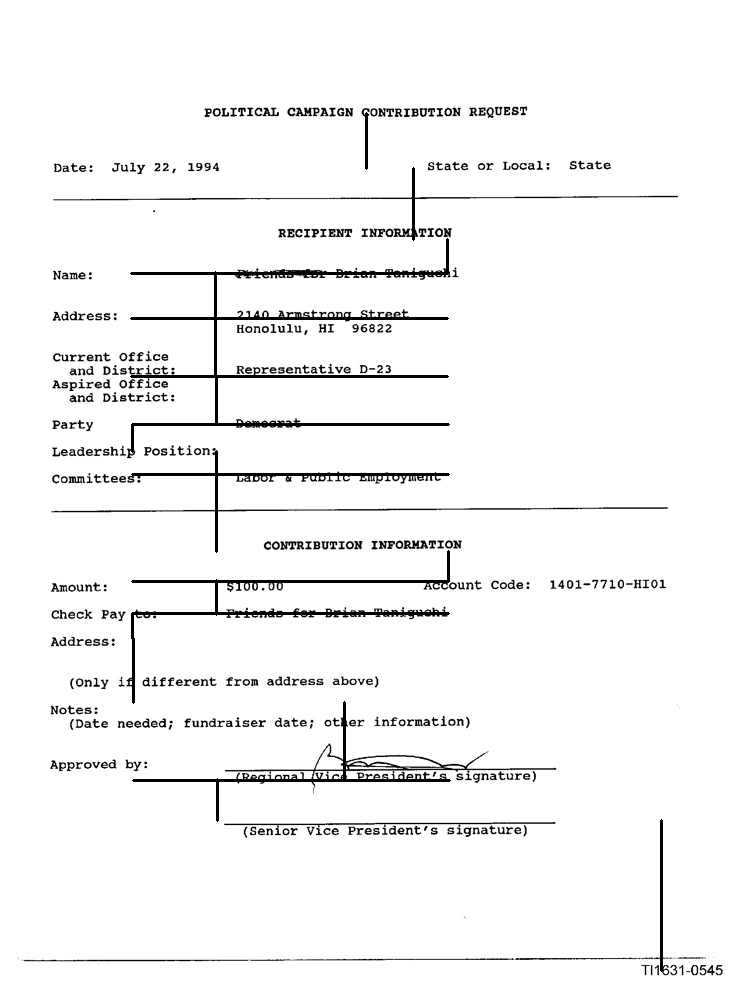 POLITICAL CAMPAIGN CONTRIBUTION REQUEST
Date: July 22, 1994 State or Local: State
RECIPIENT INFORMATION
Name: Friends for Brian Taniguchi
Address: 2140 Armstrong Street
Honolulu, HI 96822
Current Office
and District: Representative D-23
Aspired Office
and District:
Party Democrat
Leadership Position:
Committees: Labor & Public Employment
CONTRIBUTION INFORMATION
Amount: $100.00 Account Code: 1401-7710-HI01
Check Pay to: Friends for Brian Taniguchi
Address:
(Only if different from address above)
Notes:
(Date needed; fundraiser date; other information)
Approved by:
(Regional Vice President's signature)
(Senior Vice President's signature)
TI1631-0545